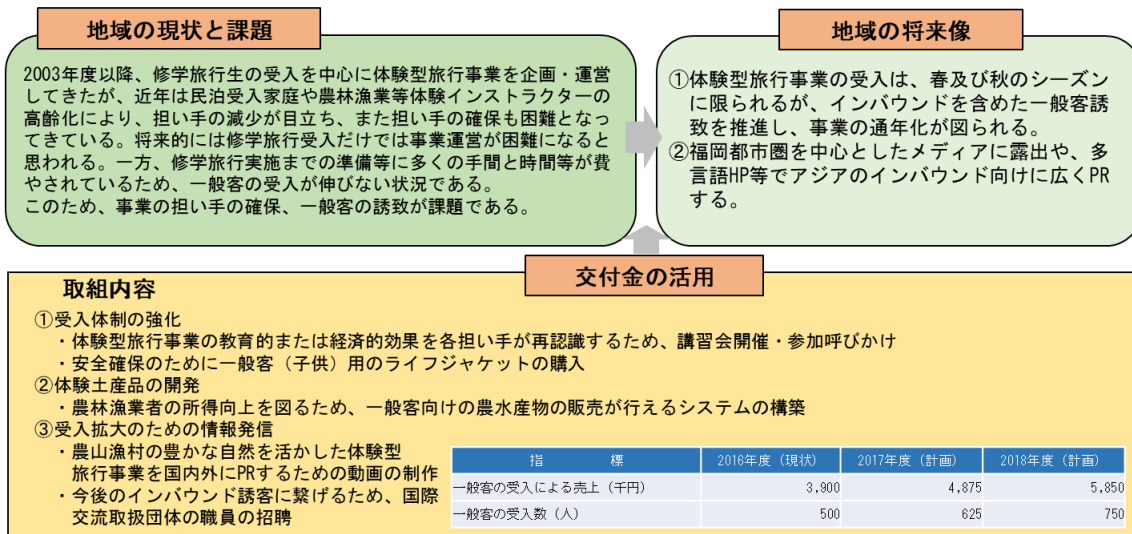 地域の現状と課題
2003年度以降、修学旅行生の受入を中心に体験型旅行事業を企画・運営
してきたが、近年は民泊受入家庭や農林漁業等体験インストラクターの
高齢化により、担い手の減少が目立ち、また担い手の確保も困難となっ
てきている。将来的には修学旅行受入だけでは事業運営が困難になると
思われる。一方、修学旅行実施までの準備等に多くの手間と時間等が費
やされているため、一般客の受入が伸びない状況である。
このため、事業の担い手の確保、一般客の誘致が課題である。
地域の将来像
①体験型旅行事業の受入は、春及び秋のシーズン
に限られるが、インバウンドを含めた一般客誘
致を推進し、事業の通年化が図られる。
②福岡都市圏を中心としたメディアに露出や、多
言語HP等でアジアのインバウンド向けに広くPR
する。
交付金の活用
取組内容
①受入体制の強化
・体験型旅行事業の教育的または経済的効果を各担い手が再認識するため、講習会開催・参加呼びかけ
・安全確保のために一般客（子供）用のライフジャケットの購入
②体験土産品の開発
・農林漁業者の所得向上を図るため、一般客向けの農水産物の販売が行えるシステムの構築
③受入拡大のための情報発信
・農山漁村の豊かな自然を活かした体験型
旅行事業を国内外にPRするための動画の制作
・今後のインバウンド誘客に繋げるため、国際
交流取扱団体の職員の招聘
指　標 2016年度（現状） 2017年度（計画） 2018年度（計画）
一般客の受入による売上（千円） 3,900 4,875 5,850
一般客の受入数（人） 500 625 750